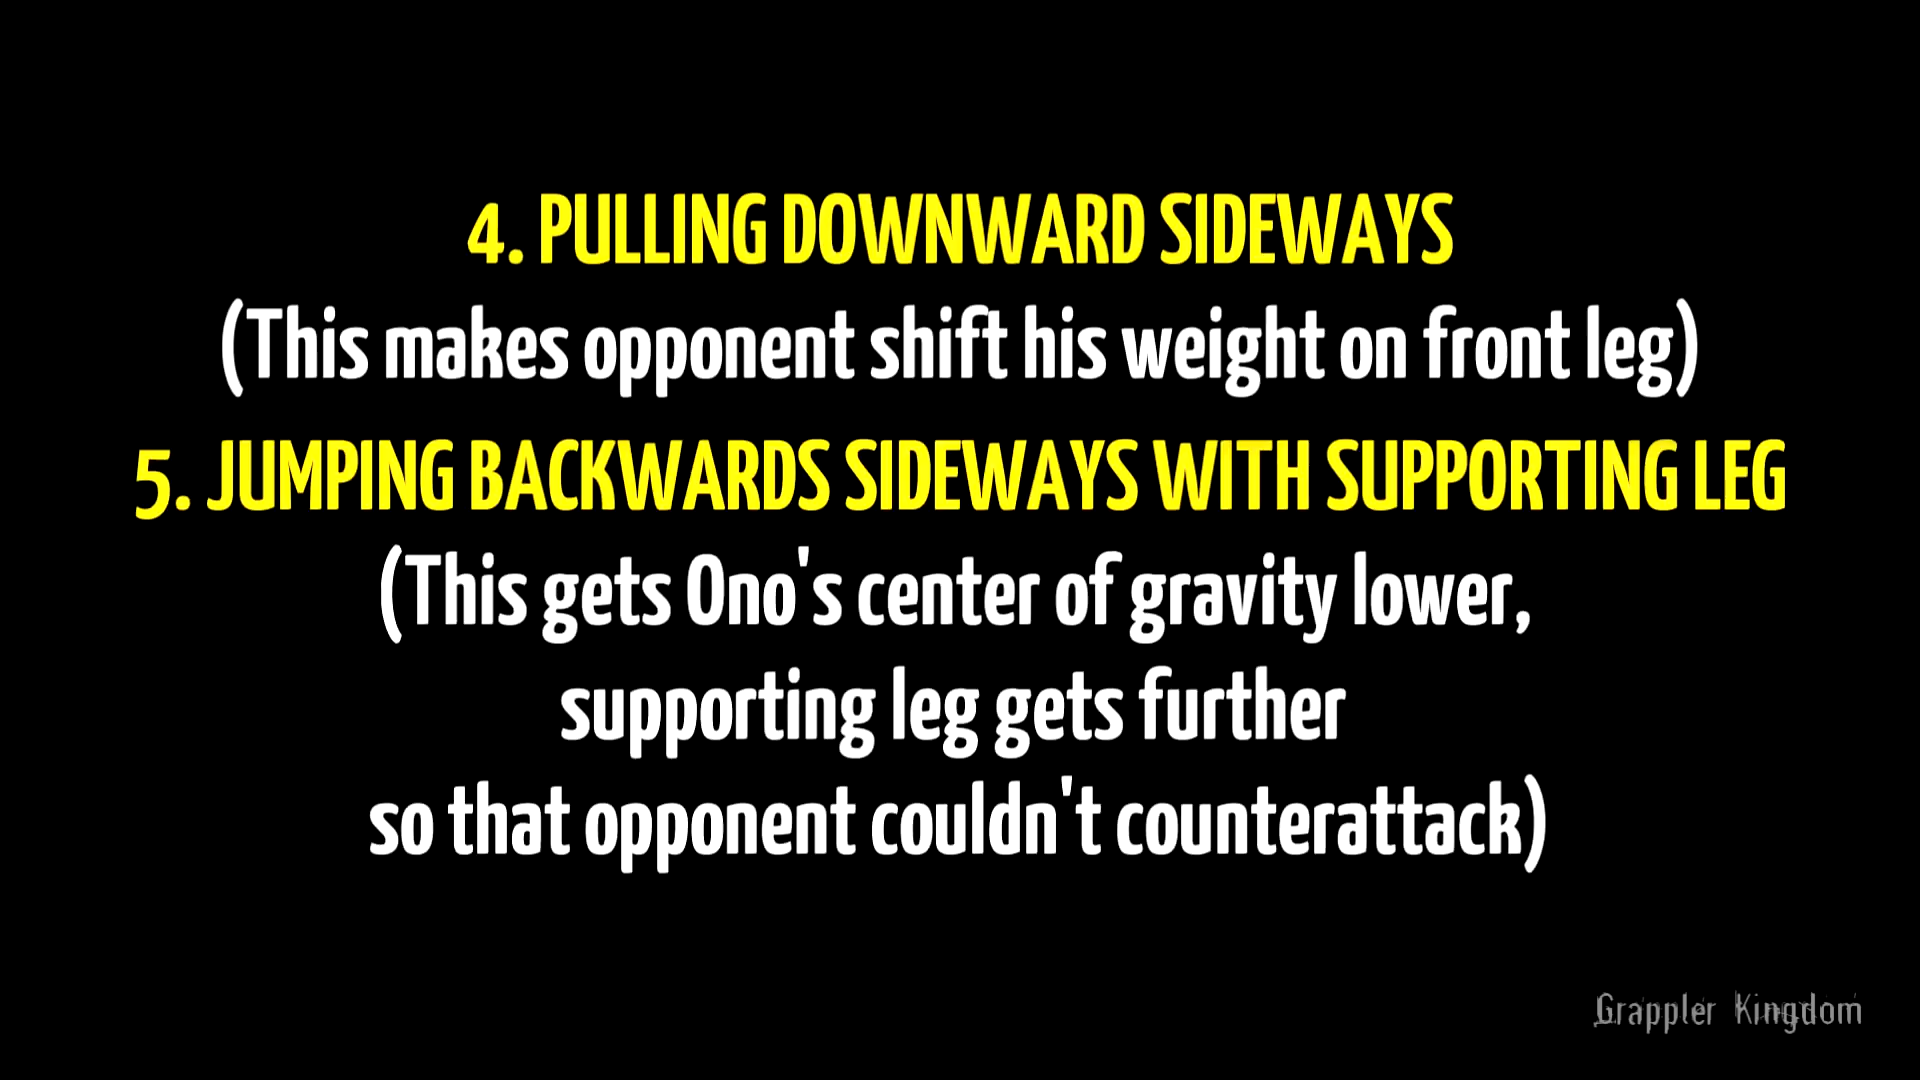 4. PULLING DOWNWARD SIDEWAYS
(This makes opponent shift his weight on front leg)
5. JUMPING BACKWARDS SIDEWAYS WITH SUPPORTING LEG
(This gets Ono's center of gravity lower,
supporting leg gets further
so that opponent couldn't counterattack)
Grappler Kingdom